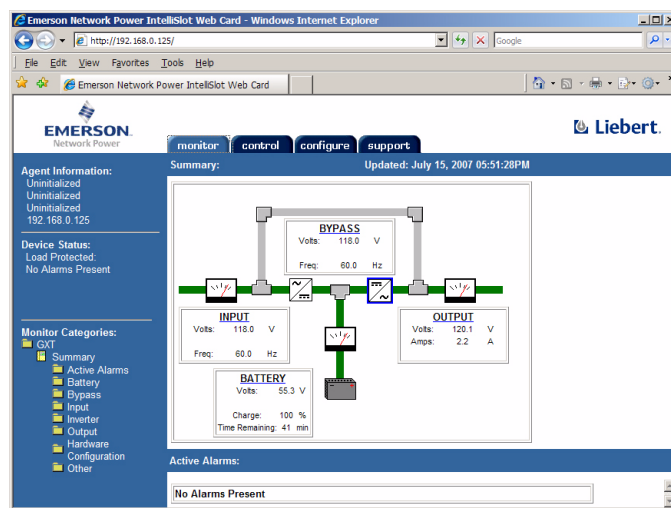 Emerson Network Power IntelliSlot Web Card - Windows Internet Explorer
http://192.168.0.125/
Google
File Edit View Favorites Tools Help
Emerson Network Power IntelliSlot Web Card
EMERSON.
Network Power
monitor control configure support
Liebert.
Summary: Updated: July 15, 2007 05:51:28PM
Agent Information:
Uninitialized
Uninitialized
Uninitialized
192.168.0.125
Device Status:
Load Protected:
No Alarms Present
Monitor Categories:
GXT
Summary
Active Alarms
Battery
Bypass
Input
Inverter
Output
Hardware
Configuration
Other
BYPASS
Volts: 118.0 V
Freq: 60.0 Hz
INPUT
Volts: 118.0 V
Freq: 60.0 Hz
OUTPUT
Volts: 120.1 V
Amps: 2.2 A
BATTERY
Volts: 55.3 V
Charge: 100 %
Time Remaining: 41 min
Active Alarms:
No Alarms Present